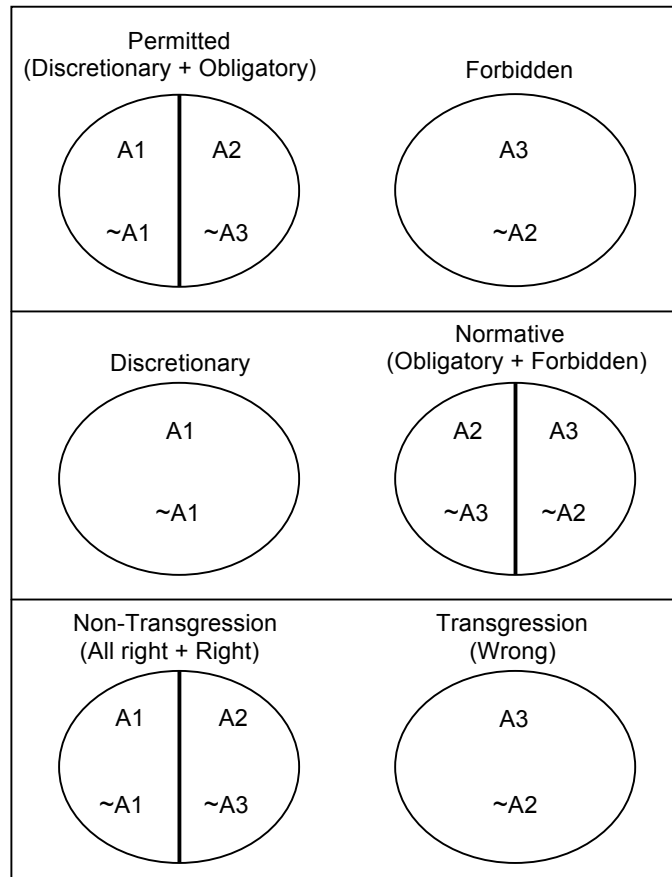 Permitted
(Discretionary + Obligatory)
Forbidden
A1 A2
~A1 ~A3
A3
~A2
Discretionary
Normative
(Obligatory + Forbidden)
A1
~A1
A2 A3
~A3 ~A2
Non-Transgression
(All right + Right)
Transgression
(Wrong)
A1 A2
~A1 ~A3
A3
~A2